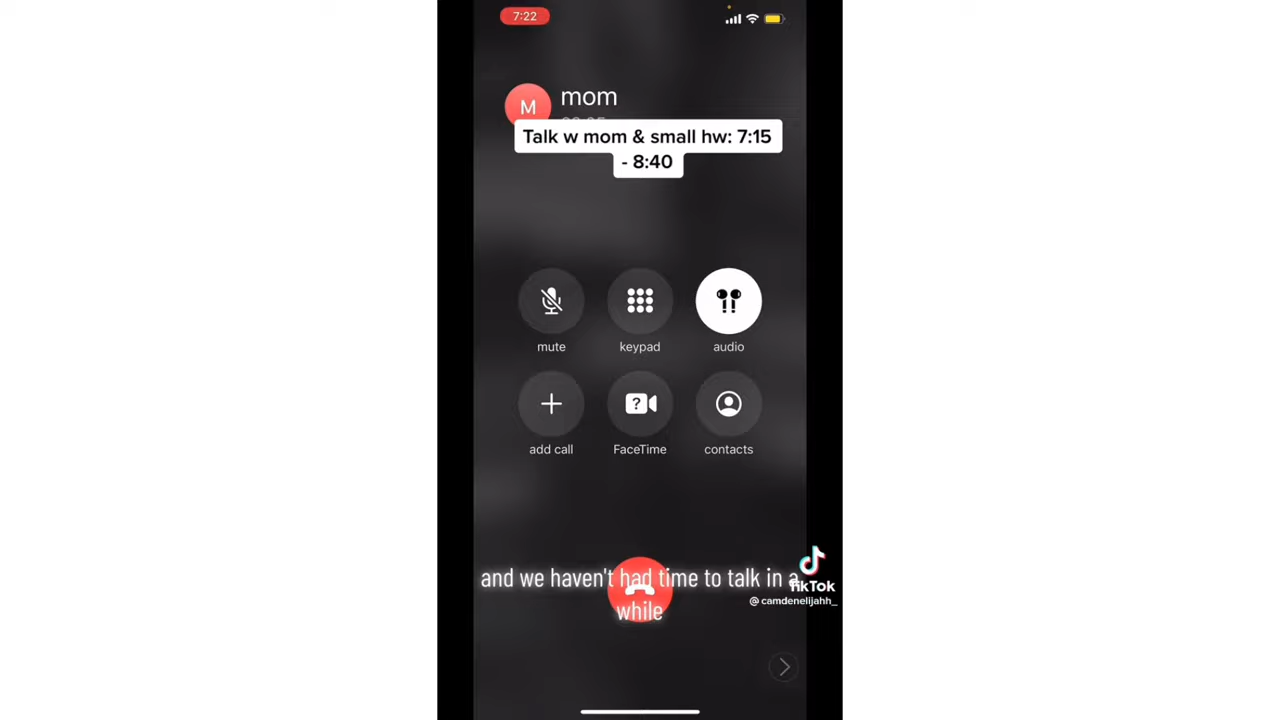 7:22
M
mom
Talk w mom & small hw: 7:15
- 8:40
mute
keypad
audio
?
add call
FaceTime
contacts
and we haven't had time to talk in a
while
TikTok
@camdenelijahh_